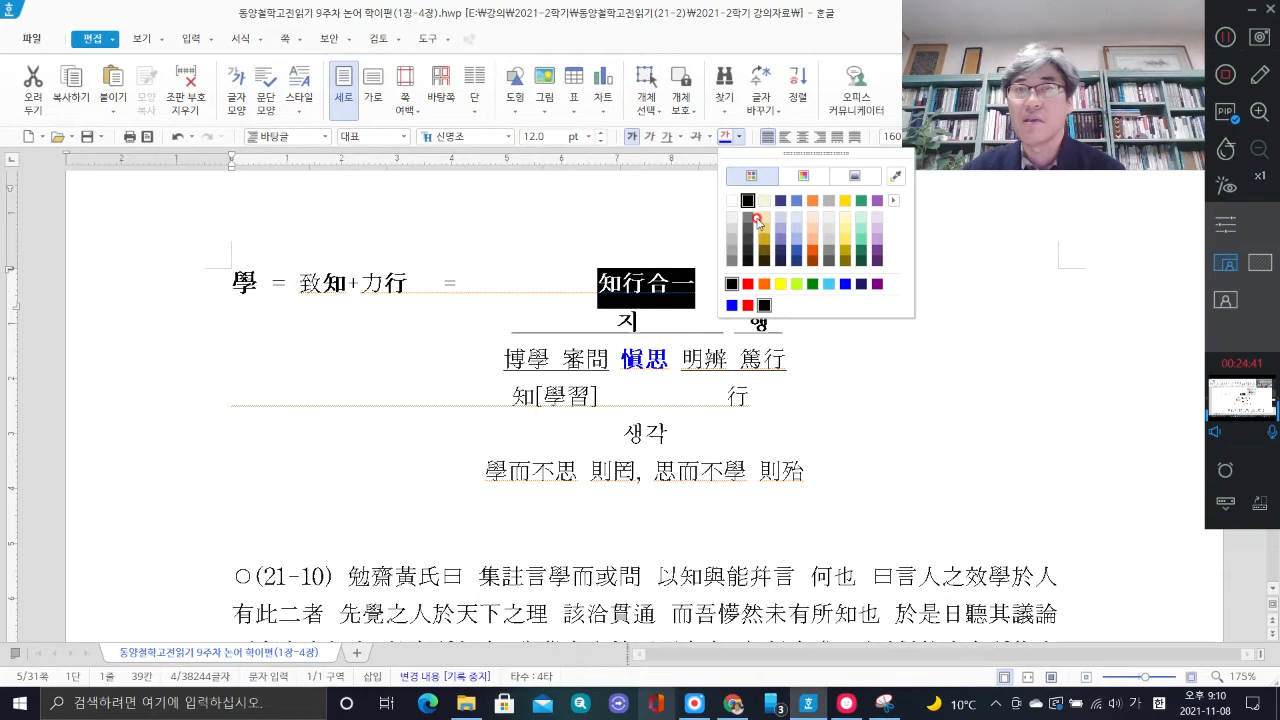 동양철학고전읽기 9주차 논어 학이편(1장-4장).hwp [E:₩강의₩2021-2학기₩동양철학고전읽기(21-2)₩2021-2학기 강의자료₩] - 훈글
파일 편집 보기 입력 서식 쪽 보안 검토 도구
오려 복사하기 붙이기 모양 조판 부호 글자 문단 스타일 세로 가로 쪽 바탕쪽 단 도형 그림 표 차트 개체 개체 찾기 글자 정렬 오피스
두기 복사 지우기 모양 모양 여백 선택 보호 바꾸기 커뮤니케이터
바탕글 대표 신명조 12.0 pt 가 가 가 가 가 160
x1
學 = 致知+力行 = 知行合一
지 행
博學 審問 愼思 明辨 篤行
知[學習] 行
생각
學而不思 則罔, 思而不學 則殆
00:24:41
○(21-10) 勉齋黃氏曰 集註言學而或問 以知與能幷言 何也 曰言人之效學於人
有此二者 先覺之人於天下之理 該洽貫通 而吾懜然未有所知也 於是日聽其議論
동양철학고전읽기 9주차 논어 학이편(1장-4장)
5/31쪽 1단 1줄 39칸 4/38244글자 문자 입력 1/1 구역 삽입 변경 내용 [기록 중지] 타수 : 4타 175%
검색하려면 여기에 입력하십시오. 10℃ 가 한 오후 9:10
2021-11-08